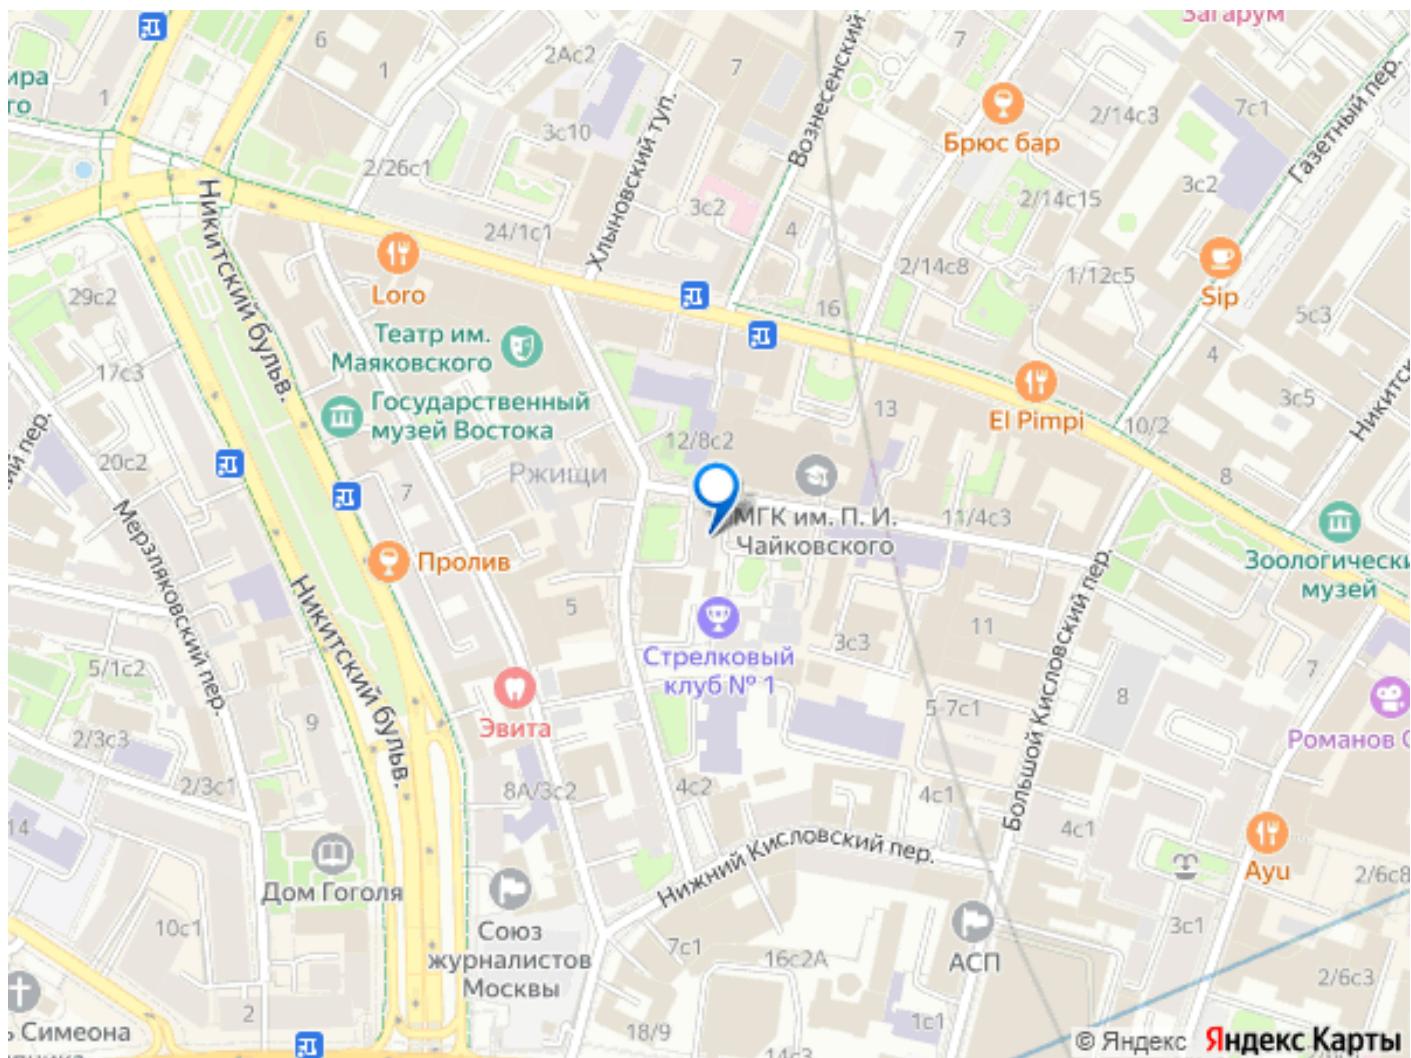 Загарум
6
2Ас2
7
7
ира
го
1
1
Вознесенский
7с1
Газетный пер.
2/14с3
Брюс бар
3с10
Хлыновский туп.
2/26с1
3с2
2/14с15
3с2
Никитский бульв.
24/1с1
4
2/14с8
1/12с5
Loro
Sip
29с2
16
5с3
Театр им.
Маяковского
4
17с3
Государственный
музей Востока
13
El Pimpi
3с5
10/2
Никитск
ий пер.
12/8с2
20с2
Ржищи
8
7
Мерзляковский пер.
МГК им. П. И.
Чайковского
11/4с3
Зоологически
музей
Пролив
Никитский бульв.
5
11
3с3
Большой Кисловский пер.
5/1с2
Стрелковый
клуб № 1
7
8
5-7с1
9
Эвита
2/3с3
Романов С
2/3с1
8А/3с2
4с2
4с1
4с1
14
Нижний Кисловский пер.
Ayu
2/6с8
Дом Гоголя
10с1
Союз
журналистов
Москвы
7с1
16с2А
АСП
3с1
2/6с3
2
ь Симеона
18/9
1с1
14с3
© Яндекс Яндекс Карты